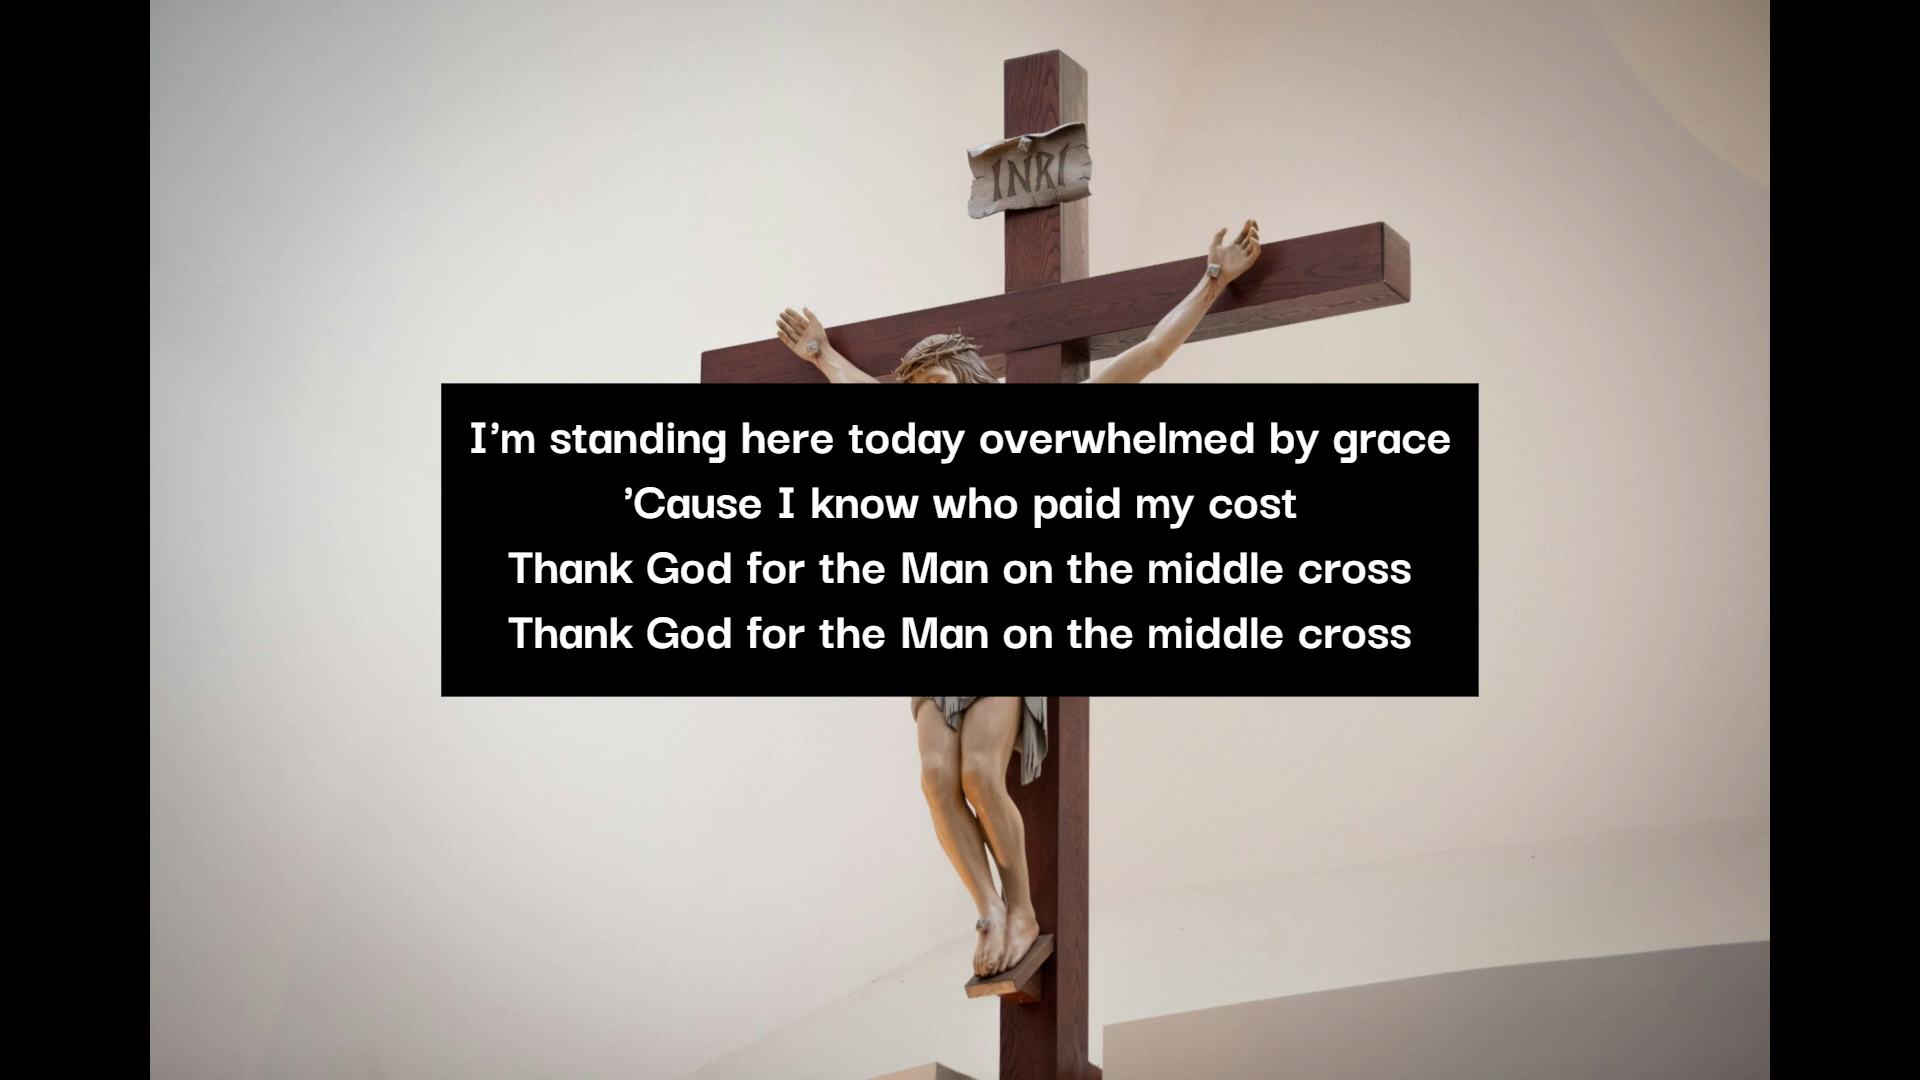 INRI
I'm standing here today overwhelmed by grace
'Cause I know who paid my cost
Thank God for the Man on the middle cross
Thank God for the Man on the middle cross